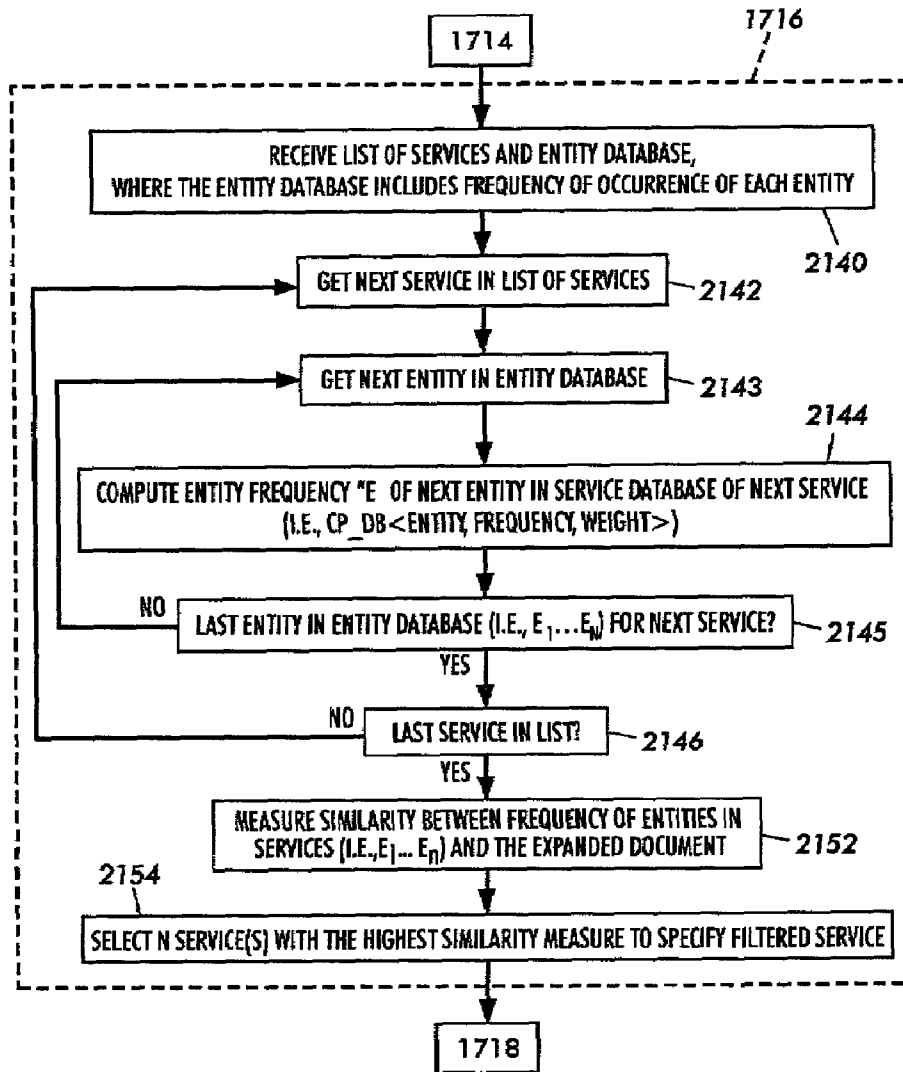 1716
1714
RECEIVE LIST OF SERVICES AND ENTITY DATABASE,
WHERE THE ENTITY DATABASE INCLUDES FREQUENCY OF OCCURRENCE OF EACH ENTITY
2140
GET NEXT SERVICE IN LIST OF SERVICES
2142
GET NEXT ENTITY IN ENTITY DATABASE
2143
2144
COMPUTE ENTITY FREQUENCY "E OF NEXT ENTITY IN SERVICE DATABASE OF NEXT SERVICE
(I.E., CP_DB<ENTITY, FREQUENCY, WEIGHT>)
NO
LAST ENTITY IN ENTITY DATABASE (I.E., E1...EN) FOR NEXT SERVICE?
2145
YES
NO
LAST SERVICE IN LIST?
2146
YES
MEASURE SIMILARITY BETWEEN FREQUENCY OF ENTITIES IN
SERVICES (I.E.,E1... En) AND THE EXPANDED DOCUMENT
2152
2154
SELECT N SERVICE(S) WITH THE HIGHEST SIMILARITY MEASURE TO SPECIFY FILTERED SERVICE
1718